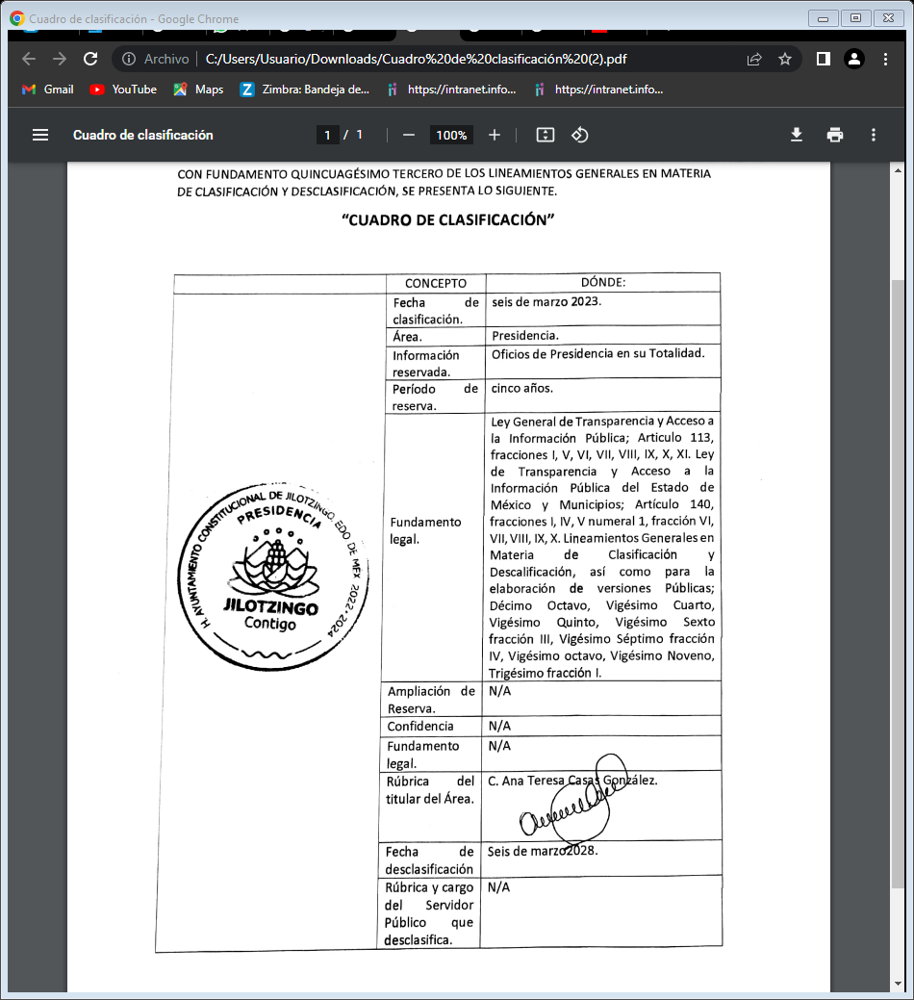 Cuadro de clasificación - Google Chrome
Archivo C:/Users/Usuario/Downloads/Cuadro%20de%20clasificación%20(2).pdf
Gmail YouTube Maps Zimbra: Bandeja de... https://intranet.info... https://intranet.info...
Cuadro de clasificación 1 / 1 100%
CON FUNDAMENTO QUINCUAGÉSIMO TERCERO DE LOS LINEAMIENTOS GENERALES EN MATERIA
DE CLASIFICACIÓN Y DESCLASIFICACIÓN, SE PRESENTA LO SIGUIENTE.
“CUADRO DE CLASIFICACIÓN”
CONCEPTO DÓNDE:
Fecha de
clasificación.
seis de marzo 2023.
Área. Presidencia.
Información
reservada.
Oficios de Presidencia en su Totalidad.
Período de
reserva.
cinco años.
Fundamento
legal.
Ley General de Transparencia y Acceso a
la Información Pública; Articulo 113,
fracciones I, V, VI, VII, VIII, IX, X, XI. Ley
de Transparencia y Acceso a la
Información Pública del Estado de
México y Municipios; Artículo 140,
fracciones I, IV, V numeral 1, fracción VI,
VII, VIII, IX, X. Lineamientos Generales en
Materia de Clasificación y
Descalificación, así como para la
elaboración de versiones Públicas;
Décimo Octavo, Vigésimo Cuarto,
Vigésimo Quinto, Vigésimo Sexto
fracción III, Vigésimo Séptimo fracción
IV, Vigésimo octavo, Vigésimo Noveno,
Trigésimo fracción I.
H. AYUNTAMIENTO CONSTITUCIONAL DE JILOTZINGO, EDO DE MEX 2022-2024
PRESIDENCIA
JILOTZINGO
Contigo
Ampliación de
Reserva.
N/A
Confidencia N/A
Fundamento
legal.
N/A
Rúbrica del
titular del Área.
C. Ana Teresa Casas González.
Fecha de
desclasificación
Seis de marzo2028.
Rúbrica y cargo
del Servidor
Público que
desclasifica.
N/A